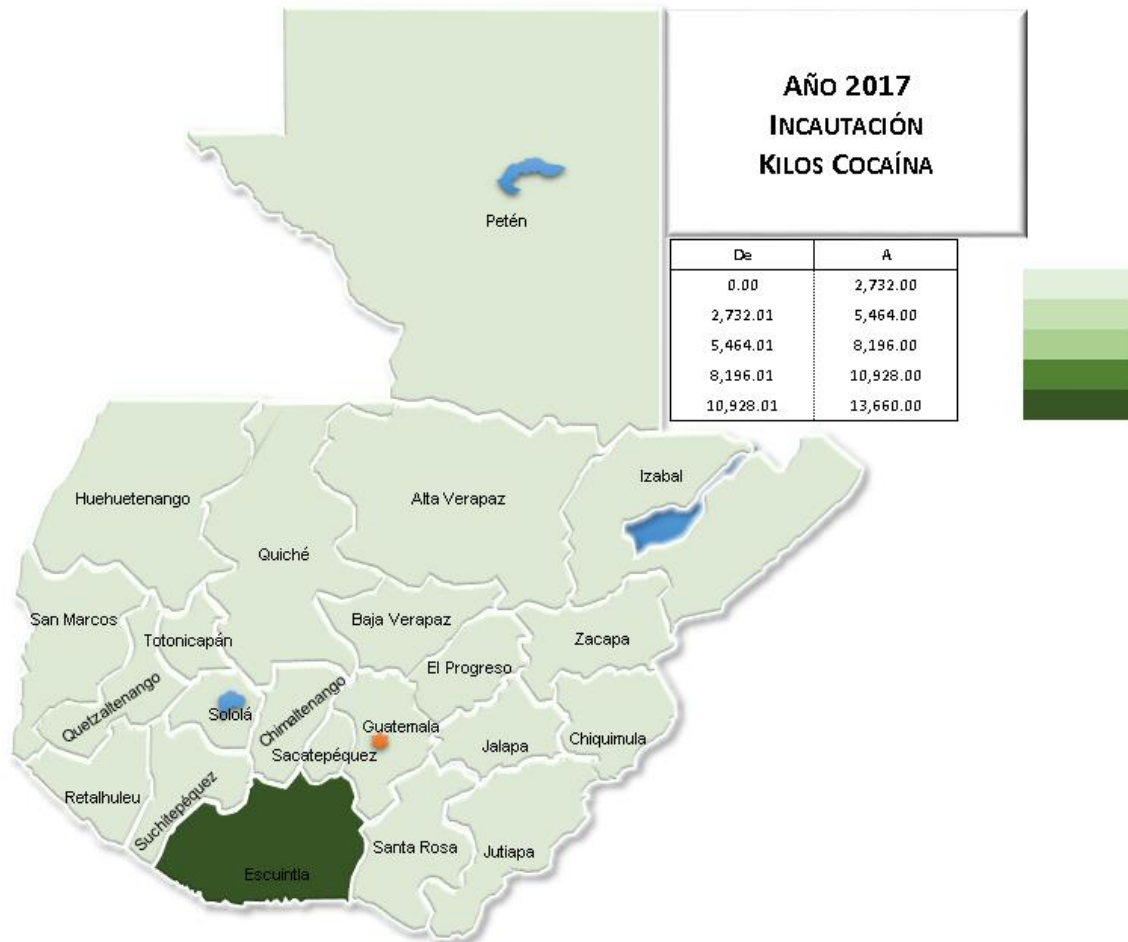 AÑO 2017
INCAUTACIÓN
KILOS COCAÍNA
De A
0.00 2,732.00
2,732.01 5,464.00
5,464.01 8,196.00
8,196.01 10,928.00
10,928.01 13,660.00
Petén
Huehuetenango
Alta Verapaz
Izabal
Quiché
San Marcos
Totonicapán
Baja Verapaz
Zacapa
El Progreso
Quetzaltenango
Sololá
Chimaltenango
Guatemala
Sacatepéquez
Jalapa
Chiquimula
Retalhuleu
Suchitepéquez
Santa Rosa
Jutiapa
Escuintla